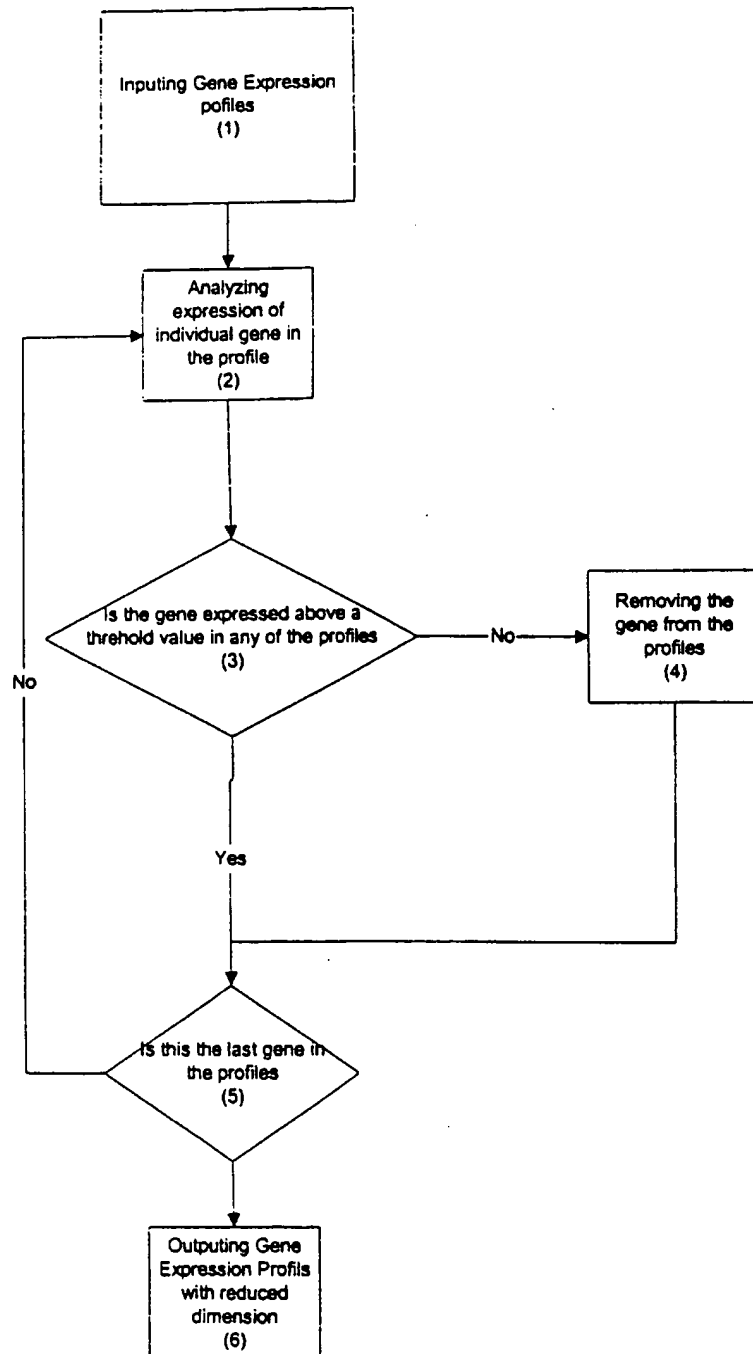 Inputing Gene Expression
pofiles
(1)
Analyzing
expression of
individual gene in
the profile
(2)
Is the gene expressed above a
threhold value in any of the profiles
(3)
No
Removing the
gene from the
profiles
(4)
No
Yes
Is this the last gene in
the profiles
(5)
Outputing Gene
Expression Profils
with reduced
dimension
(6)